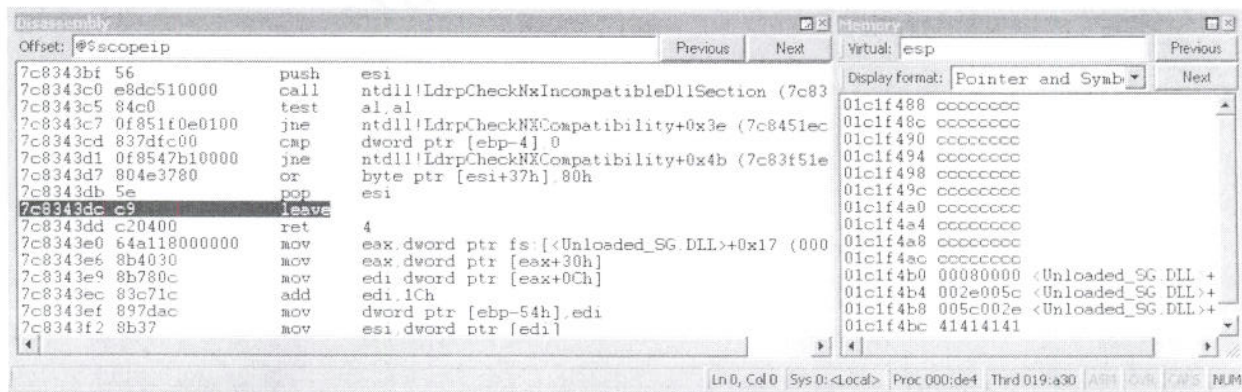 Disassembly
Offset: @$scopeip Previous Next
7c8343bf 56 push esi
7c8343c0 e8dc510000 call ntdll!LdrpCheckNxIncompatibleDllSection (7c83
7c8343c5 84c0 test al,al
7c8343c7 0f851f0e0100 jne ntdll!LdrpCheckNXCompatibility+0x3e (7c8451ec
7c8343cd 837dfc00 cmp dword ptr [ebp-4],0
7c8343d1 0f8547b10000 jne ntdll!LdrpCheckNXCompatibility+0x4b (7c83f51e
7c8343d7 804e3780 or byte ptr [esi+37h],80h
7c8343db 5e pop esi
7c8343dc c9 leave
7c8343dd c20400 ret 4
7c8343e0 64a118000000 mov eax,dword ptr fs:[<Unloaded_SG.DLL>+0x17 (000
7c8343e6 8b4030 mov eax,dword ptr [eax+30h]
7c8343e9 8b780c mov edi,dword ptr [eax+0Ch]
7c8343ec 83c71c add edi,1Ch
7c8343ef 897dac mov dword ptr [ebp-54h],edi
7c8343f2 8b37 mov esi,dword ptr [edi]
Memory
Virtual: esp Previous
Display format: Pointer and Symb Next
01c1f488 cccccccc
01c1f48c cccccccc
01c1f490 cccccccc
01c1f494 cccccccc
01c1f498 cccccccc
01c1f49c cccccccc
01c1f4a0 cccccccc
01c1f4a4 cccccccc
01c1f4a8 cccccccc
01c1f4ac cccccccc
01c1f4b0 00080000 <Unloaded_SG.DLL +
01c1f4b4 002e005c <Unloaded_SG.DLL>+
01c1f4b8 005c002e <Unloaded_SG.DLL>+
01c1f4bc 41414141
Ln 0, Col 0 Sys 0:<Local> Proc 000:de4 Thrd 019:a30 ASM OVR CAPS NUM